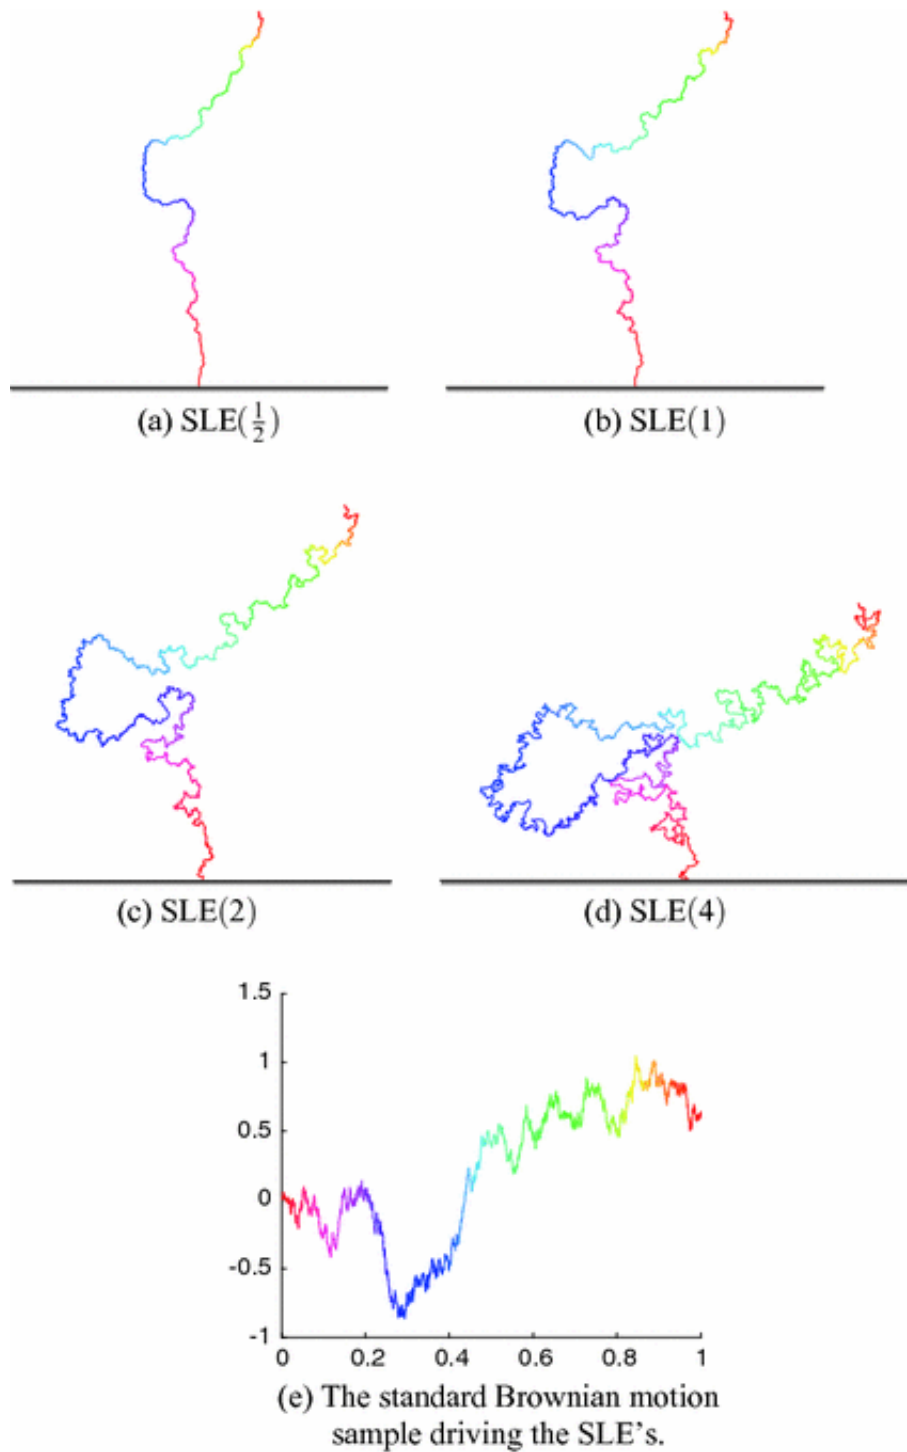 (a) SLE(1/2)
(b) SLE(1)
(c) SLE(2)
(d) SLE(4)
1.5
1
0.5
0
-0.5
-1
0 0.2 0.4 0.6 0.8 1
(e) The standard Brownian motion
sample driving the SLE's.